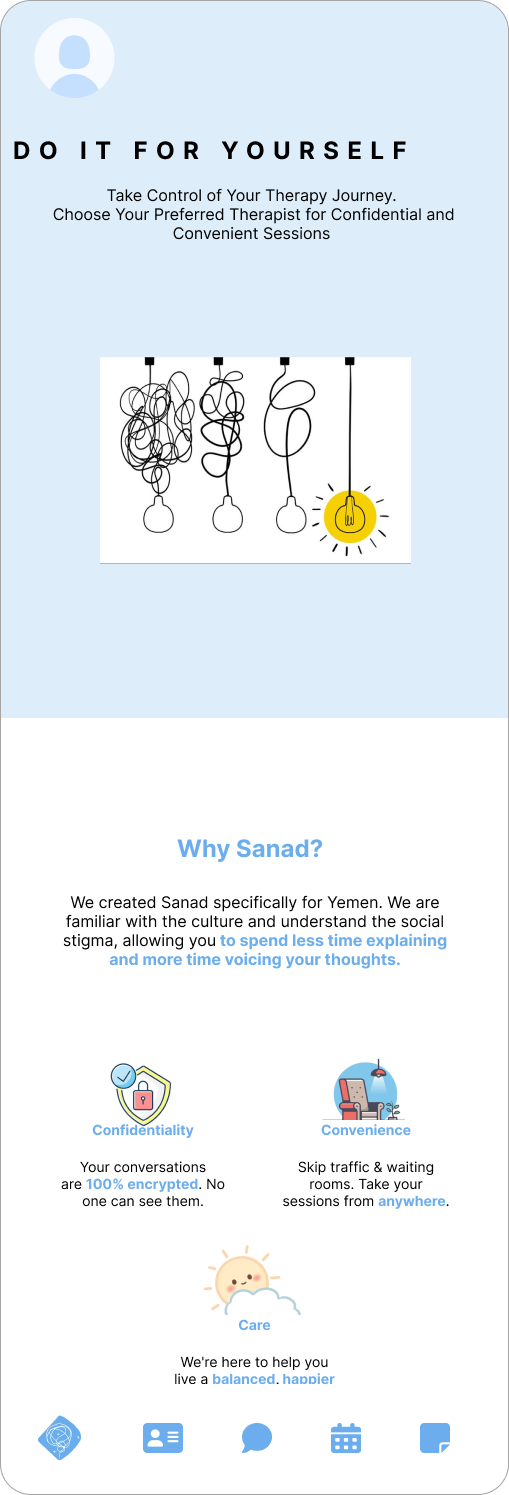 DO IT FOR YOURSELF
Take Control of Your Therapy Journey.
Choose Your Preferred Therapist for Confidential and
Convenient Sessions
Why Sanad?
We created Sanad specifically for Yemen. We are
familiar with the culture and understand the social
stigma, allowing you to spend less time explaining
and more time voicing your thoughts.
Confidentiality
Your conversations
are 100% encrypted. No
one can see them.
Convenience
Skip traffic & waiting
rooms. Take your
sessions from anywhere.
Care
We're here to help you
live a balanced, happier